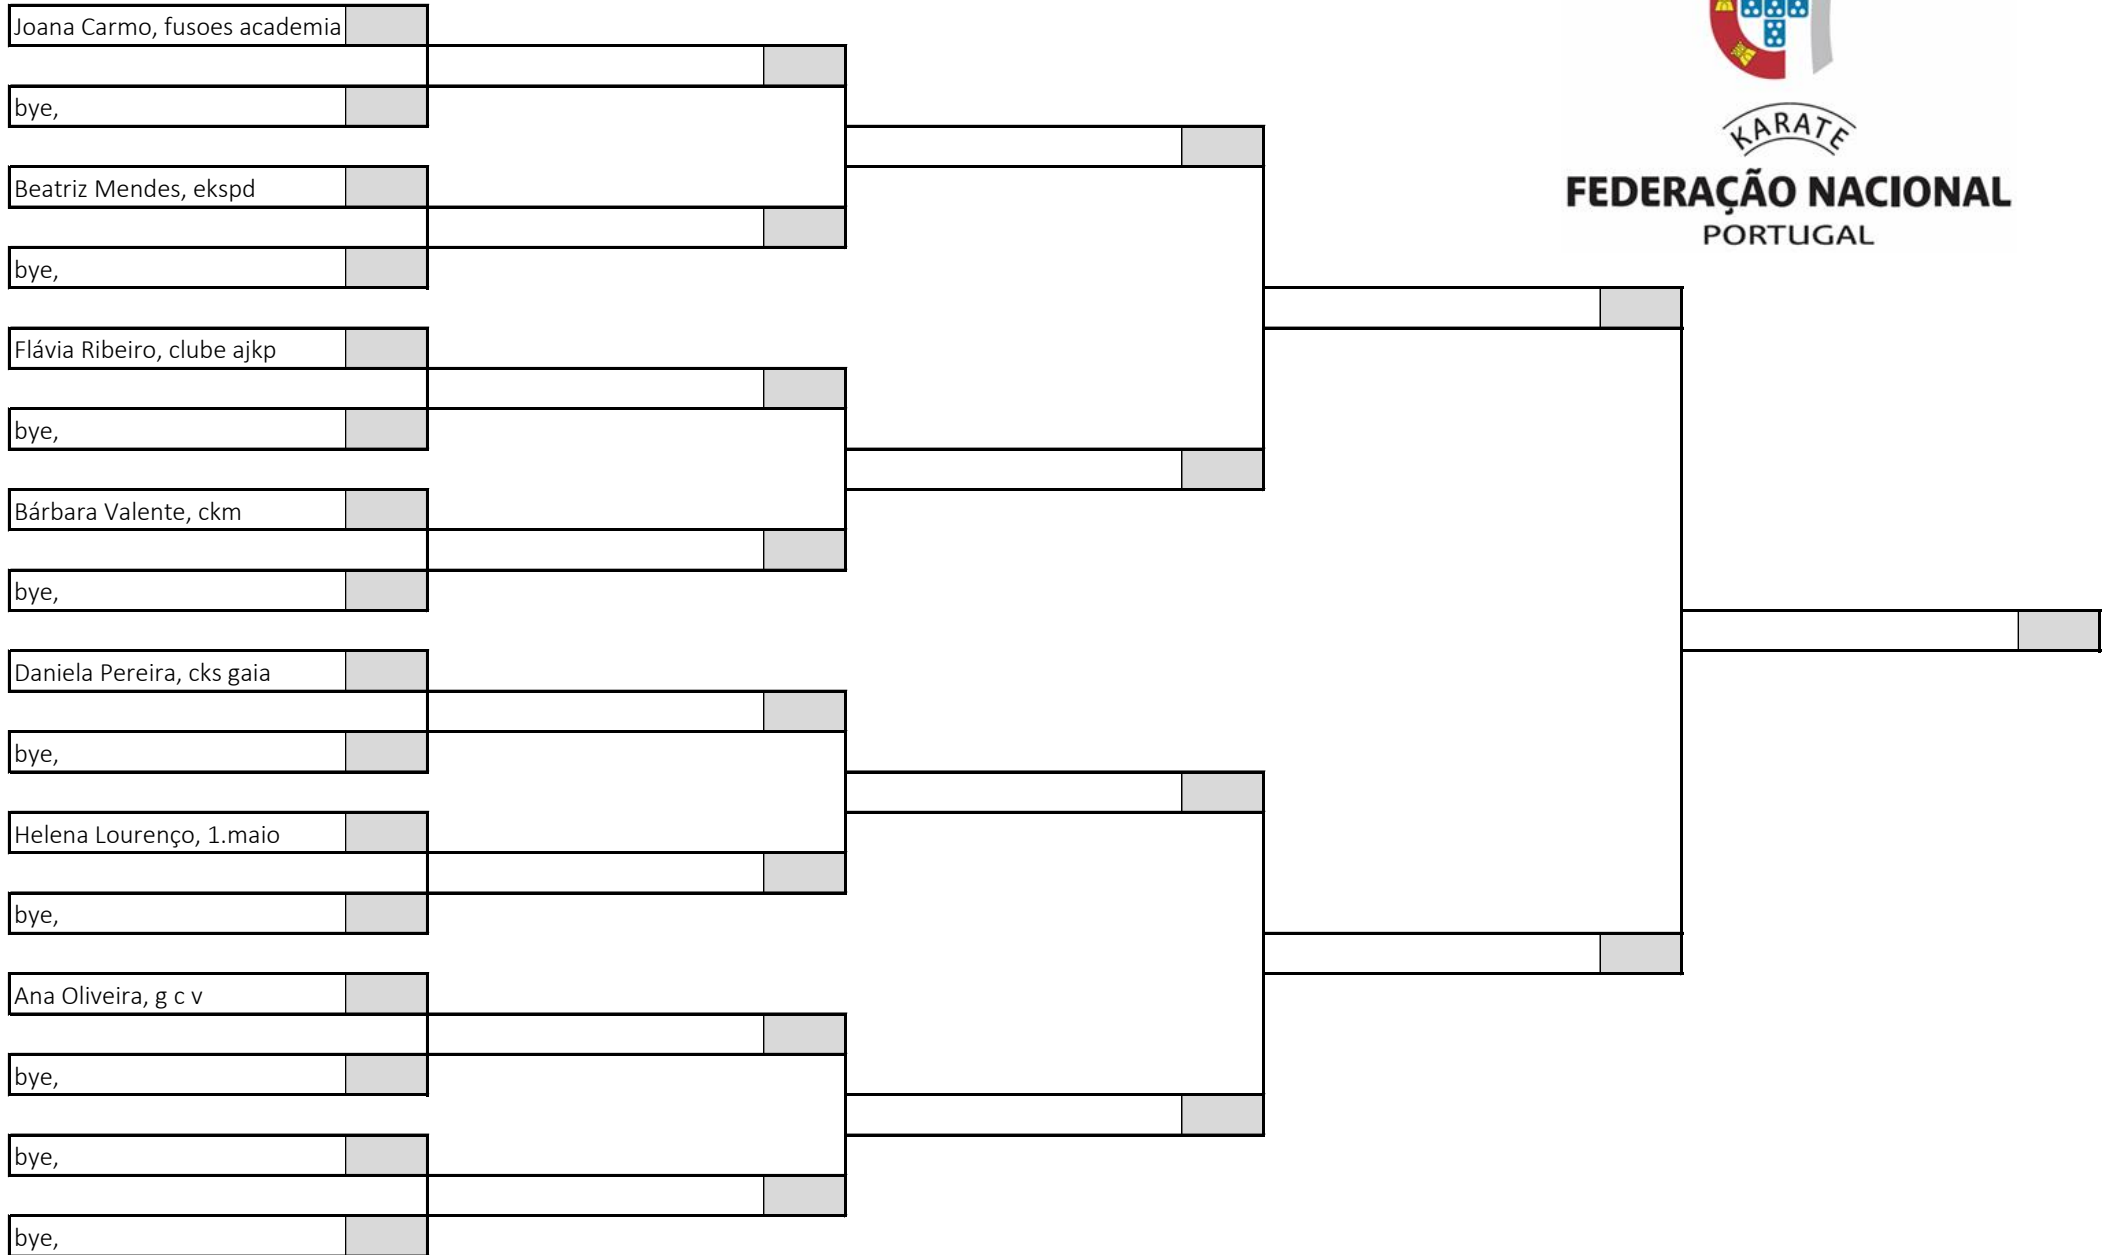 Joana Carmo, fusoes academia
bye,
Beatriz Mendes, ekspd
bye,
Flávia Ribeiro, clube ajkp
bye,
Bárbara Valente, ckm
bye,
Daniela Pereira, cks gaia
bye,
Helena Lourenço, 1.maio
bye,
Ana Oliveira, g c v
bye,
bye,
bye,
KARATE
FEDERAÇÃO NACIONAL
PORTUGAL